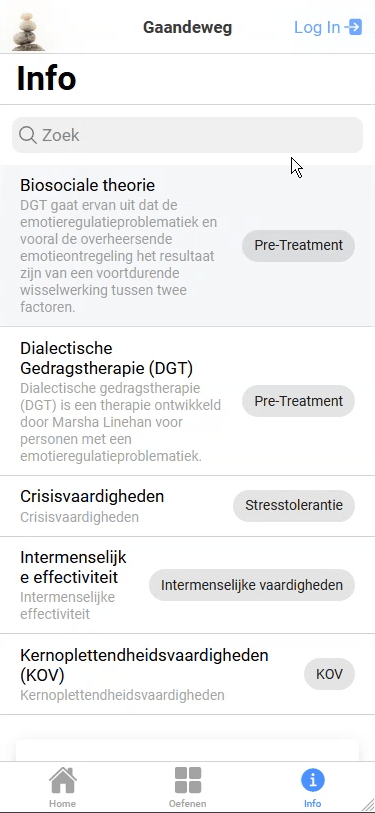 Gaandeweg
Log In
Info
Zoek
Biosociale theorie
DGT gaat ervan uit dat de
emotieregulatieproblematiek en
vooral de overheersende
emotieontregeling het resultaat
zijn van een voortdurende
wisselwerking tussen twee
factoren.
Pre-Treatment
Dialectische
Gedragstherapie (DGT)
Dialectische gedragstherapie
(DGT) is een therapie ontwikkeld
door Marsha Linehan voor
personen met een
emotieregulatieproblematiek.
Pre-Treatment
Crisisvaardigheden
Crisisvaardigheden
Stresstolerantie
Intermenselijk
e effectiviteit
Intermenselijke
effectiviteit
Intermenselijke vaardigheden
Kernoplettendheidsvaardigheden
(KOV)
Kernoplettendheidsvaardigheden
KOV
Home
Oefenen
Info